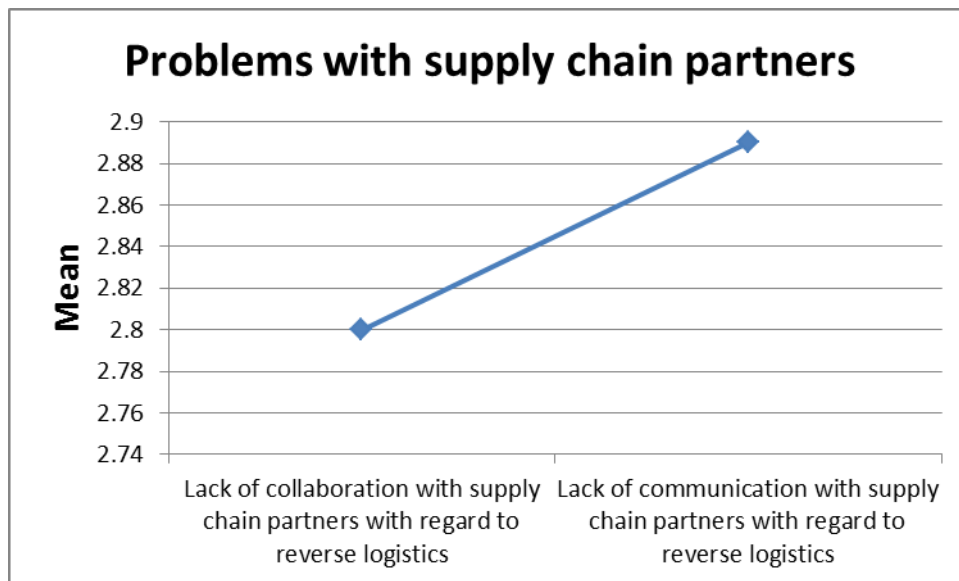 Problems with supply chain partners
Mean
2.9
2.88
2.86
2.84
2.82
2.8
2.78
2.76
2.74
Lack of collaboration with supply
chain partners with regard to
reverse logistics
Lack of communication with supply
chain partners with regard to
reverse logistics